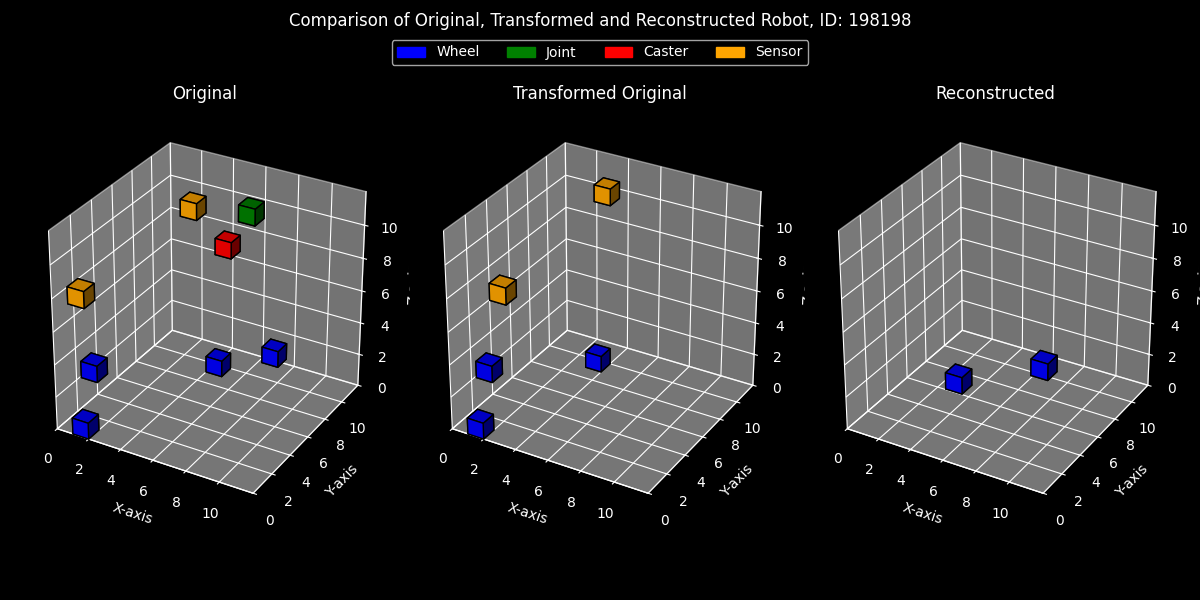 Comparison of Original, Transformed and Reconstructed Robot, ID: 198198
Wheel Joint Caster Sensor
Original
Transformed Original
Reconstructed
0 2 4 6 8 10
X-axis
0 2 4 6 8 10
Y-axis
0 2 4 6 8 10
0 2 4 6 8 10
X-axis
0 2 4 6 8 10
Y-axis
0 2 4 6 8 10
0 2 4 6 8 10
X-axis
0 2 4 6 8 10
Y-axis
0 2 4 6 8 10